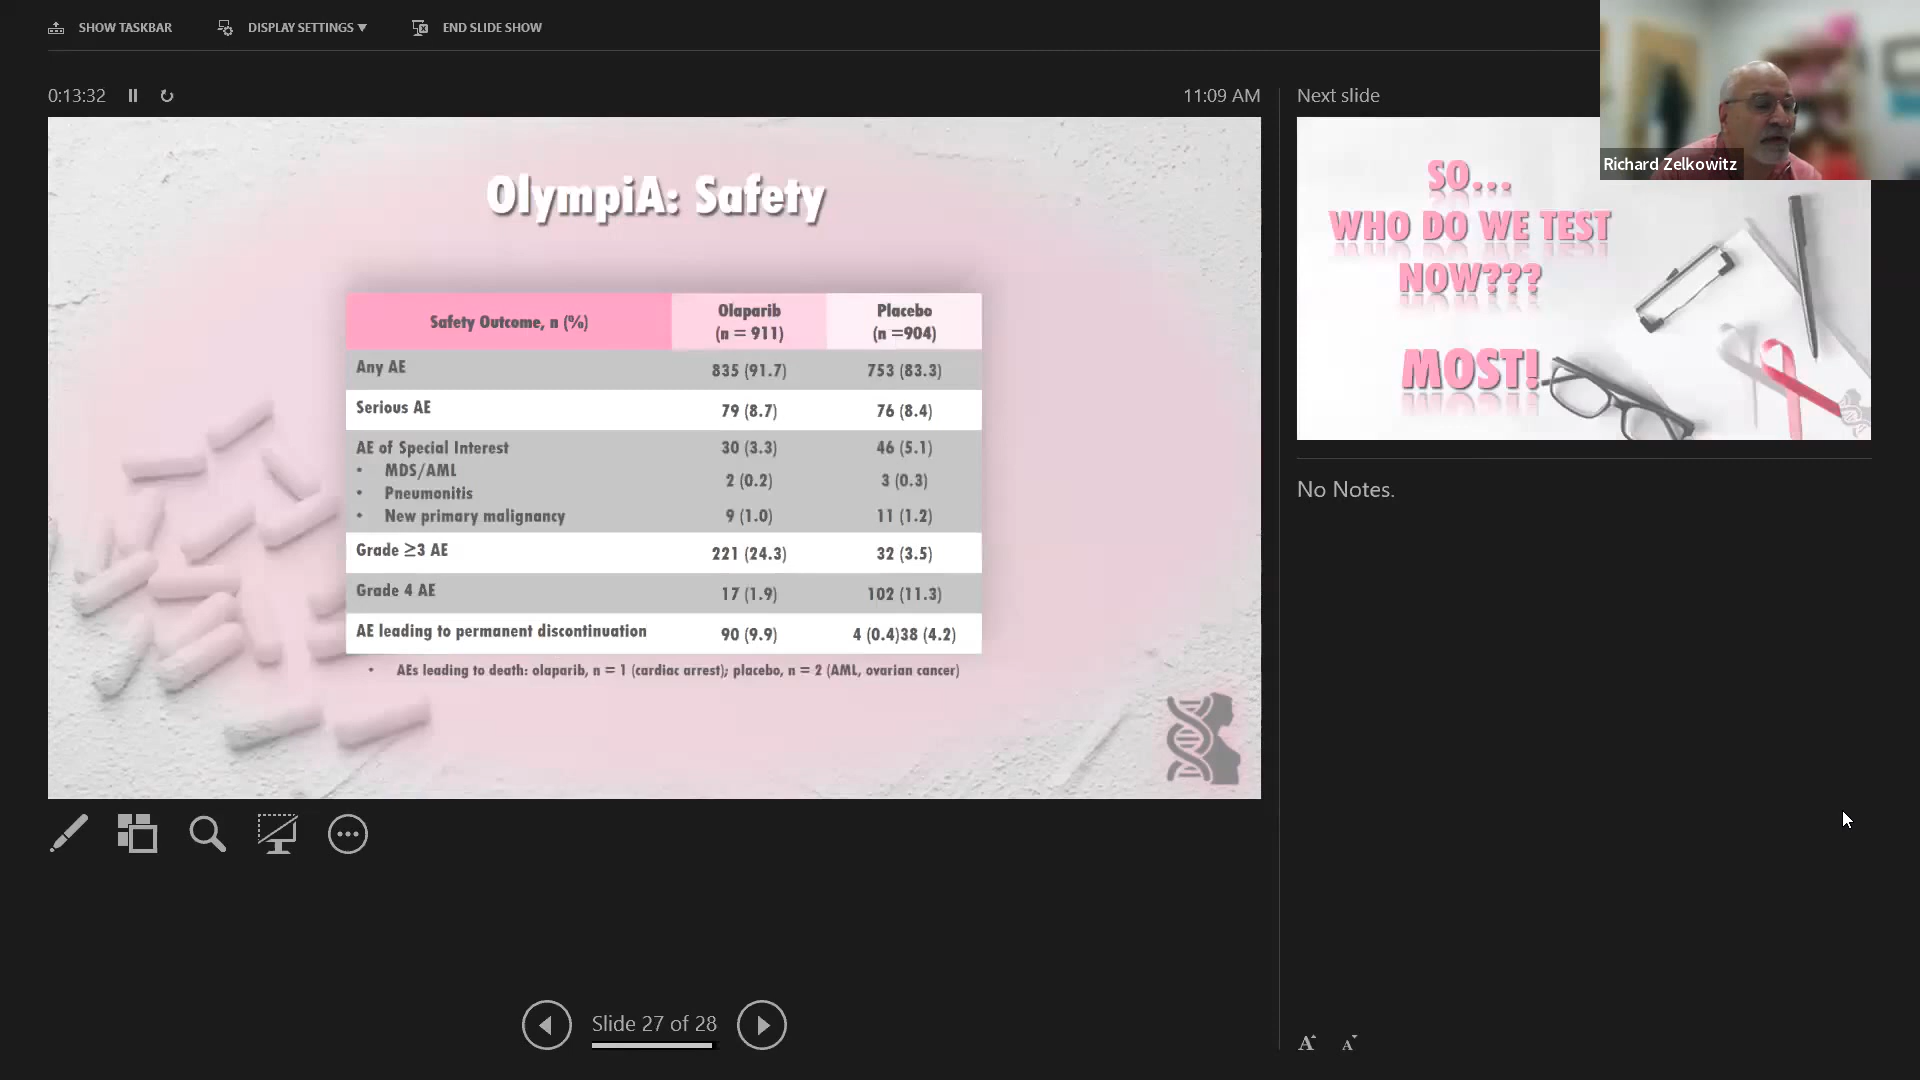 SHOW TASKBAR
DISPLAY SETTINGS
END SLIDE SHOW
0:13:32
11:09 AM
Next slide
Richard Zelkowitz
OlympiA: Safety
Safety Outcome, n (%) Olaparib (n = 911) Placebo (n =904)
Any AE 835 (91.7) 753 (83.3)
Serious AE 79 (8.7) 76 (8.4)
AE of Special Interest 30 (3.3) 46 (5.1)
• MDS/AML 2 (0.2) 3 (0.3)
• Pneumonitis
• New primary malignancy 9 (1.0) 11 (1.2)
Grade ≥3 AE 221 (24.3) 32 (3.5)
Grade 4 AE 17 (1.9) 102 (11.3)
AE leading to permanent discontinuation 90 (9.9) 4 (0.4)38 (4.2)
• AEs leading to death: olaparib, n = 1 (cardiac arrest); placebo, n = 2 (AML, ovarian cancer)
SO...
WHO DO WE TEST
NOW???
MOST!
No Notes.
Slide 27 of 28
A A